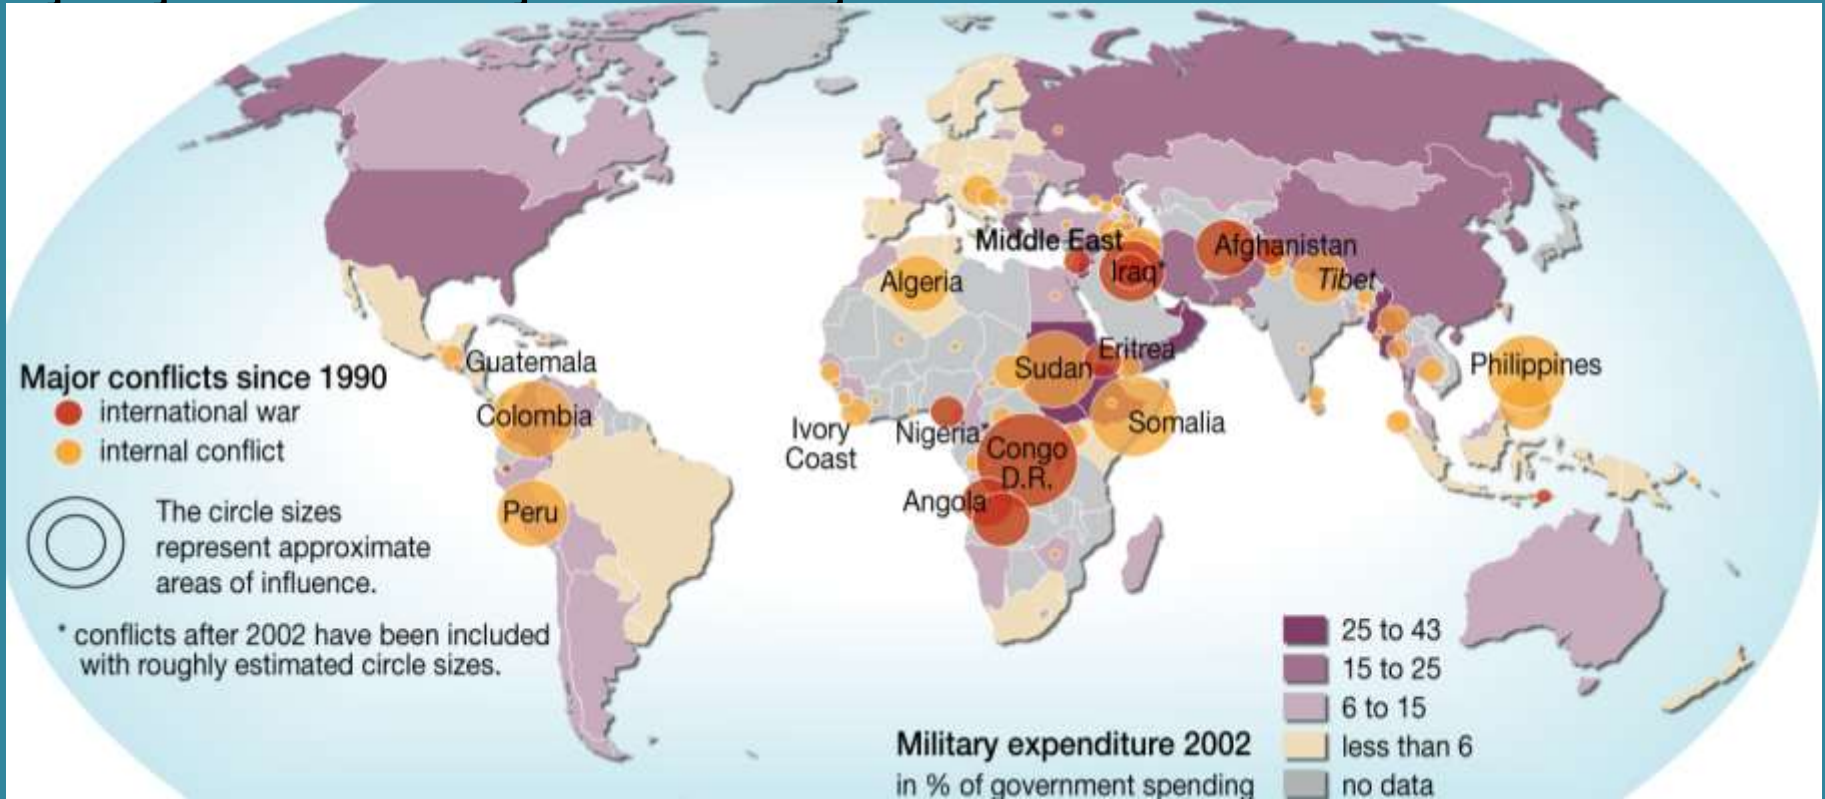 Middle East
Afghanistan
Iraq*
Tibet
Algeria
Guatemala
Eritrea
Sudan
Philippines
Major conflicts since 1990
international war
internal conflict
Colombia
Somalia
Ivory
Coast
Nigeria*
Congo
D.R.
Angola
Peru
The circle sizes
represent approximate
areas of influence.
* conflicts after 2002 have been included
with roughly estimated circle sizes.
25 to 43
15 to 25
6 to 15
less than 6
no data
Military expenditure 2002
in % of government spending